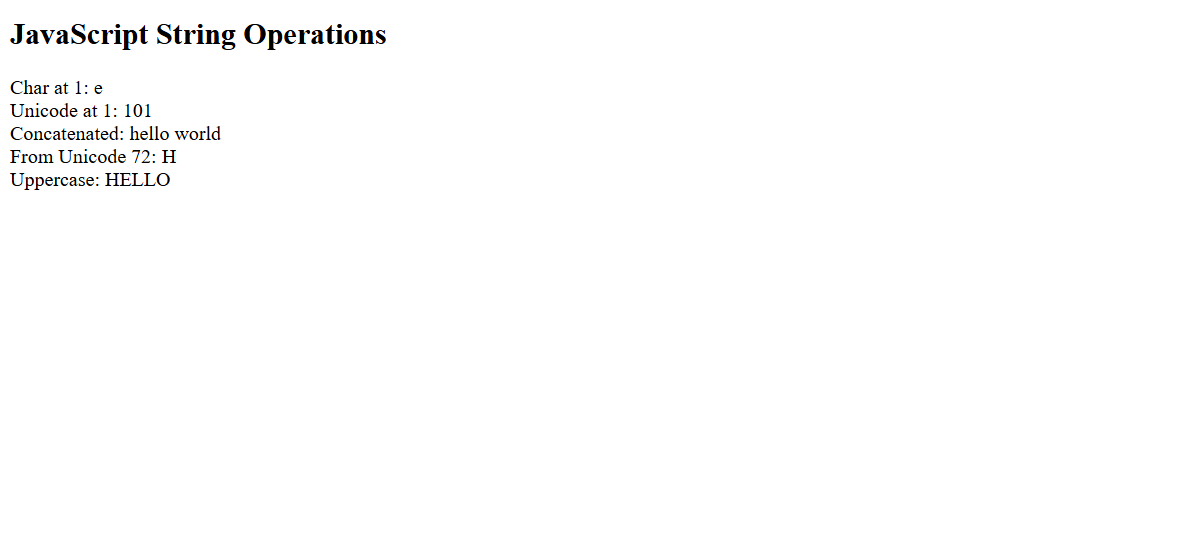 JavaScript String Operations
Char at 1: e
Unicode at 1: 101
Concatenated: hello world
From Unicode 72: H
Uppercase: HELLO